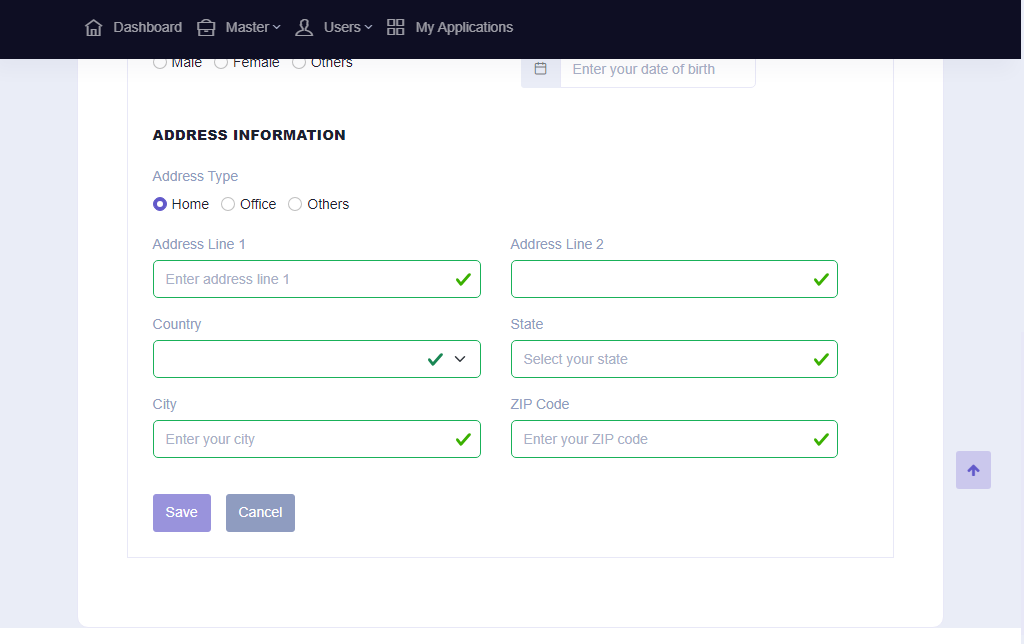 Dashboard Master Users My Applications
Male Female Others
Enter your date of birth
ADDRESS INFORMATION
Address Type
Home Office Others
Address Line 1 Address Line 2
Enter address line 1
Country State
Select your state
City ZIP Code
Enter your city Enter your ZIP code
Save Cancel